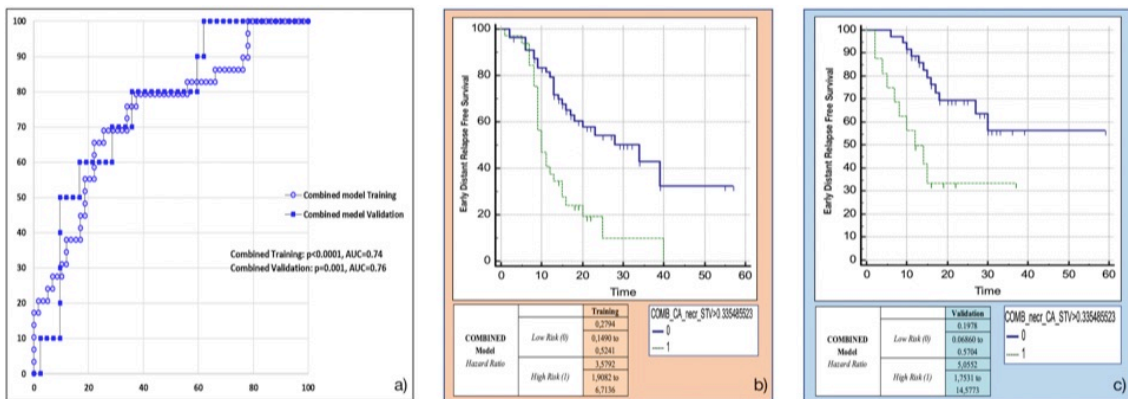 100
90
80
70
60
50
40
30
20
10
0
0 20 40 60 80 100
Combined model Training
Combined medel Validation
Combined Training: p<0.0001, AUC=0.74
Combined Validation: p=0.001, AUC=0.76
a)
Early Distant Relapse Free Survival
100
80
60
40
20
0
0 10 20 30 40 50 60
Time
COMBINED
Model
Hazard Ratio
Training
Low Risk (0)
0,2794
0,1490 to
0,5241
High Risk (1)
3,5792
1,9082 to
6,7136
COMB_CA_necr_STV>0.335485523
0
1
b)
Early Distant Relapse Free Survival
100
90
80
70
60
50
40
30
20
10
0
0 10 20 30 40 50 60
Time
COMBINED
Model
Hazard Ratio
Validation
Low Risk (0)
0.1978
0.06860 to
0.5704
High Risk (1)
5,0552
1,7531 to
14,5773
COMB_CA_necr_CA_STV>0.335485523
0
1
c)